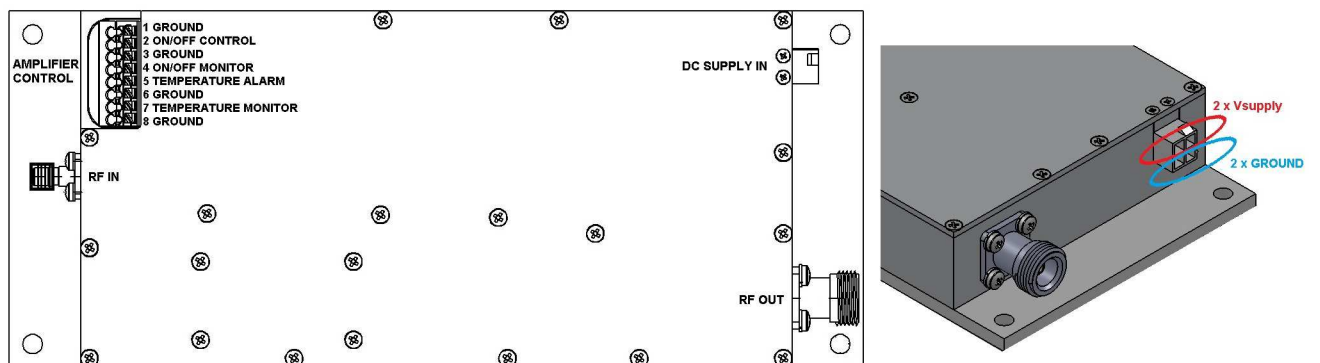 1 GROUND
2 ON/OFF CONTROL
3 GROUND
4 ON/OFF MONITOR
5 TEMPERATURE ALARM
6 GROUND
7 TEMPERATURE MONITOR
8 GROUND
AMPLIFIER
CONTROL
DC SUPPLY IN
RF IN
RF OUT
2 x Vsupply
2 x GROUND